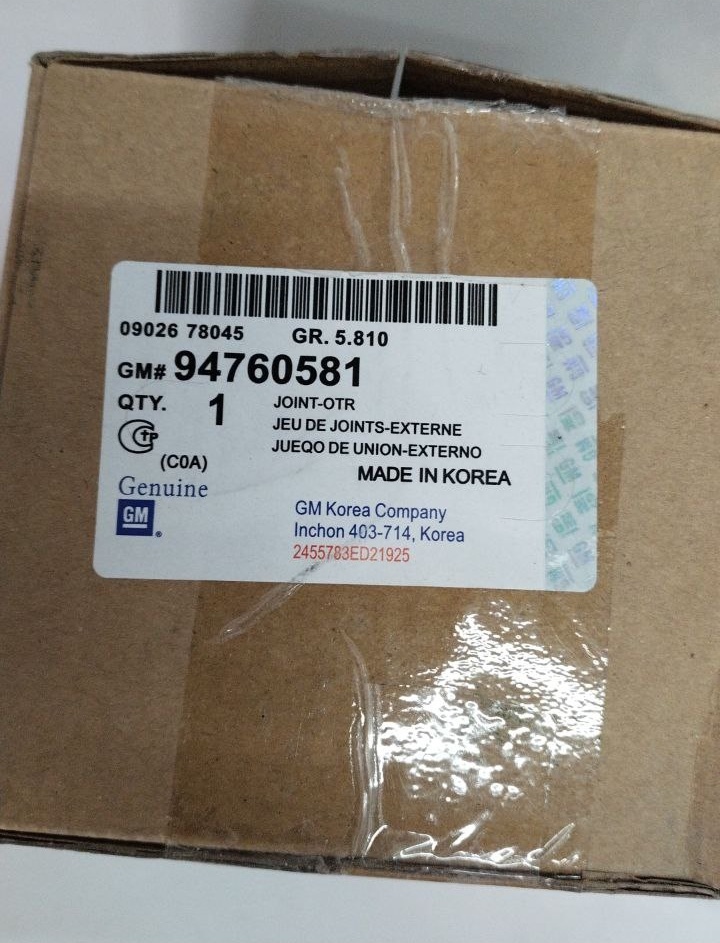 09026 78045 GR. 5.810
GM# 94760581
QTY. 1 JOINT-OTR
JEU DE JOINTS-EXTERNE
JUEQO DE UNION-EXTERNO
(C0A) MADE IN KOREA
Genuine
GM
GM Korea Company
Inchon 403-714, Korea
2455783ED21925